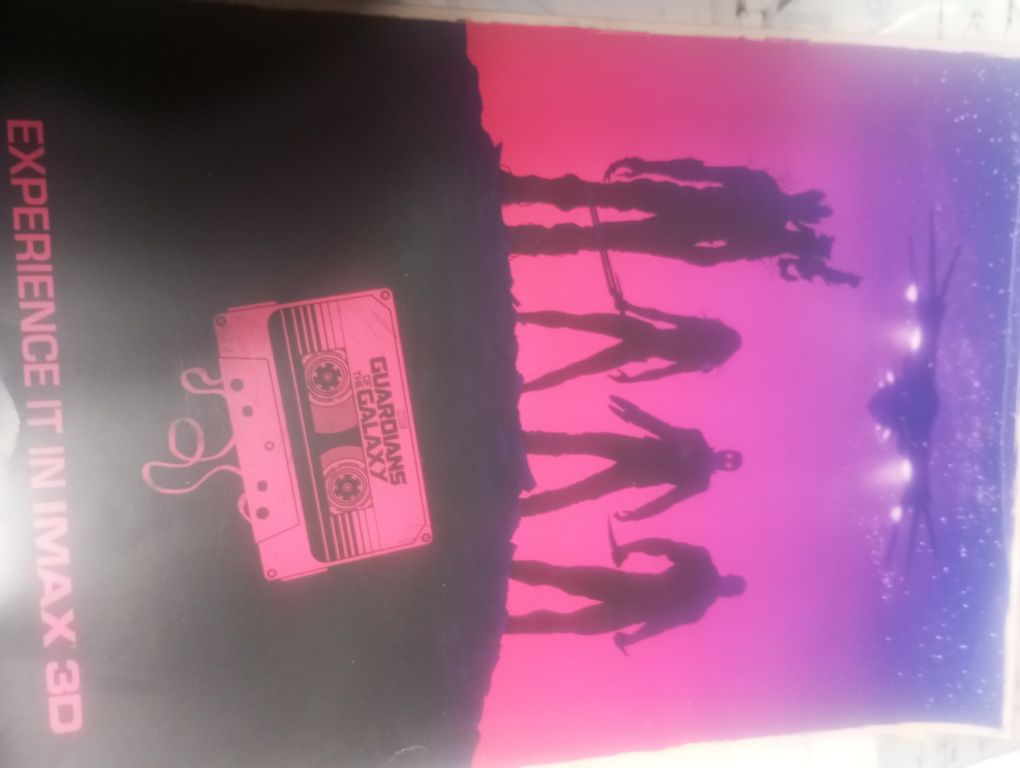 GUARDIANS
OF
THE GALAXY
EXPERIENCE IT IN IMAX 3D